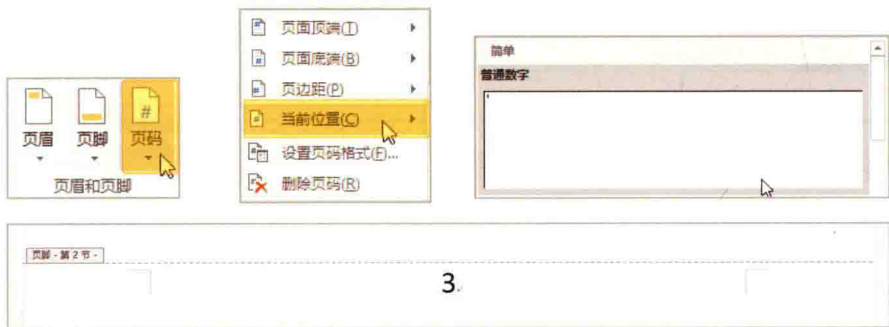 页眉
页脚
页码
页眉和页脚
页面顶端(T)
页面底端(B)
页边距(P)
当前位置(C)
设置页码格式(F)...
删除页码(R)
简单
普通数字
页脚 - 第 2 节 -
3